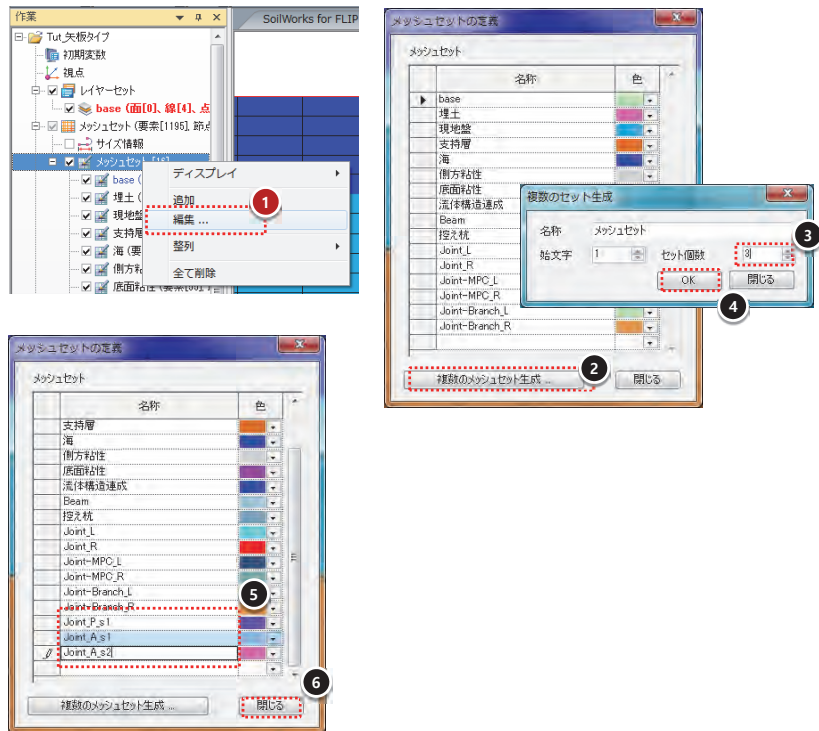 作業
SoilWorks for FLIP
Tut_矢板タイプ
初期変数
視点
レイヤーセット
base (面[0]、線[4]、点
メッシュセット (要素[1195], 節点
サイズ情報
メッシュセット [16]
base (
埋土 (
現地盤
支持層
海 (要
側方粘
底面粘性 (要素[60],
ディスプレイ
追加
編集 ...
整列
全て削除
1
メッシュセットの定義
メッシュセット
名称 色
base
埋土
現地盤
支持層
海
側方粘性
底面粘性
流体構造連成
Beam
控え杭
Joint_L
Joint_R
Joint-MPC_L
Joint-MPC_R
Joint-Branch_L
Joint-Branch_R
複数のメッシュセット生成 ... 閉じる
2
複数のセット生成
名称 メッシュセット
始文字 1 セット個数 3
OK 閉じる
3
4
メッシュセットの定義
メッシュセット
名称 色
支持層
海
側方粘性
底面粘性
流体構造連成
Beam
控え杭
Joint_L
Joint_R
Joint-MPC_L
Joint-MPC_R
Joint-Branch_L
Joint-Branch_R
Joint_P_s1
Joint_A_s1
Joint_A_s2
5
複数のメッシュセット生成 ... 閉じる
6